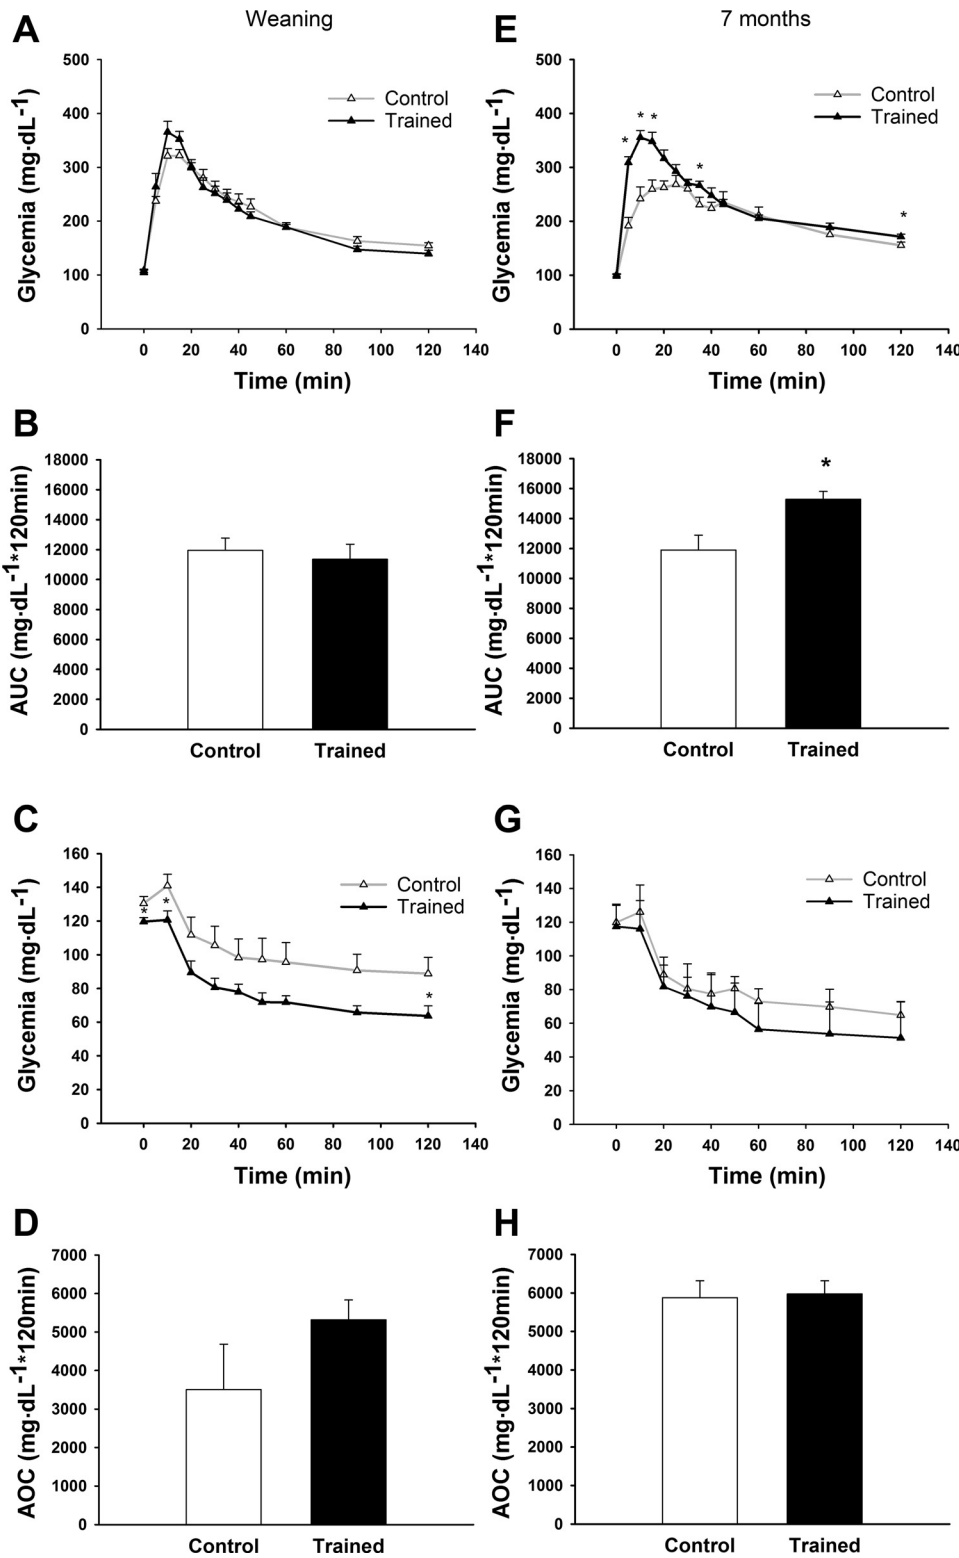 Weaning
7 months
A
Glycemia (mg·dL-1)
500
400
300
200
100
0
Control
Trained
0 20 40 60 80 100 120 140
Time (min)
E
Glycemia (mg·dL-1)
500
400
300
200
100
0
Control
Trained
*
* *
*
*
0 20 40 60 80 100 120 140
Time (min)
B
AUC (mg·dL-1*120min)
18000
16000
14000
12000
10000
8000
6000
4000
2000
0
Control Trained
F
AUC (mg·dL-1*120min)
18000
16000
14000
12000
10000
8000
6000
4000
2000
0
*
Control Trained
C
Glycemia (mg·dL-1)
160
140
120
100
80
60
40
20
0
Control
Trained
* *
*
0 20 40 60 80 100 120 140
Time (min)
G
Glycemia (mg·dL-1)
160
140
120
100
80
60
40
20
0
Control
Trained
0 20 40 60 80 100 120 140
Time (min)
D
AOC (mg·dL-1*120min)
7000
6000
5000
4000
3000
2000
1000
0
Control Trained
H
AOC (mg·dL-1*120min)
7000
6000
5000
4000
3000
2000
1000
0
Control Trained